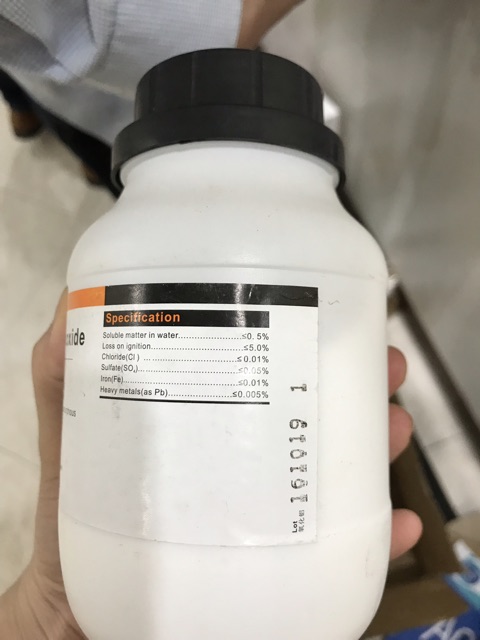 Specification
Soluble matter in water..................≤0. 5%
Loss on ignition...........................≤5.0%
Chloride(Cl ) ..........................≤0.01%
Sulfate(SO₄)............................≤0.05%
Iron(Fe)................................≤0.01%
Heavy metals(as Pb)..................≤0.005%
Lot 161019 1